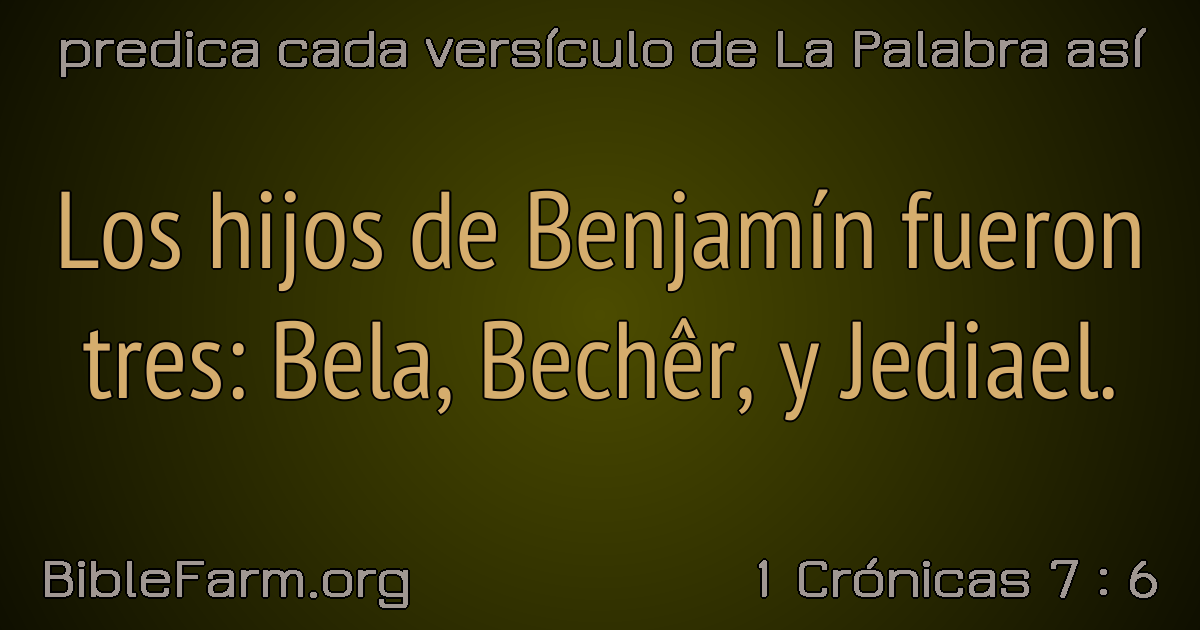 predica cada versículo de La Palabra así
Los hijos de Benjamín fueron
tres: Bela, Bechêr, y Jediael.
BibleFarm.org
1 Crónicas 7 : 6